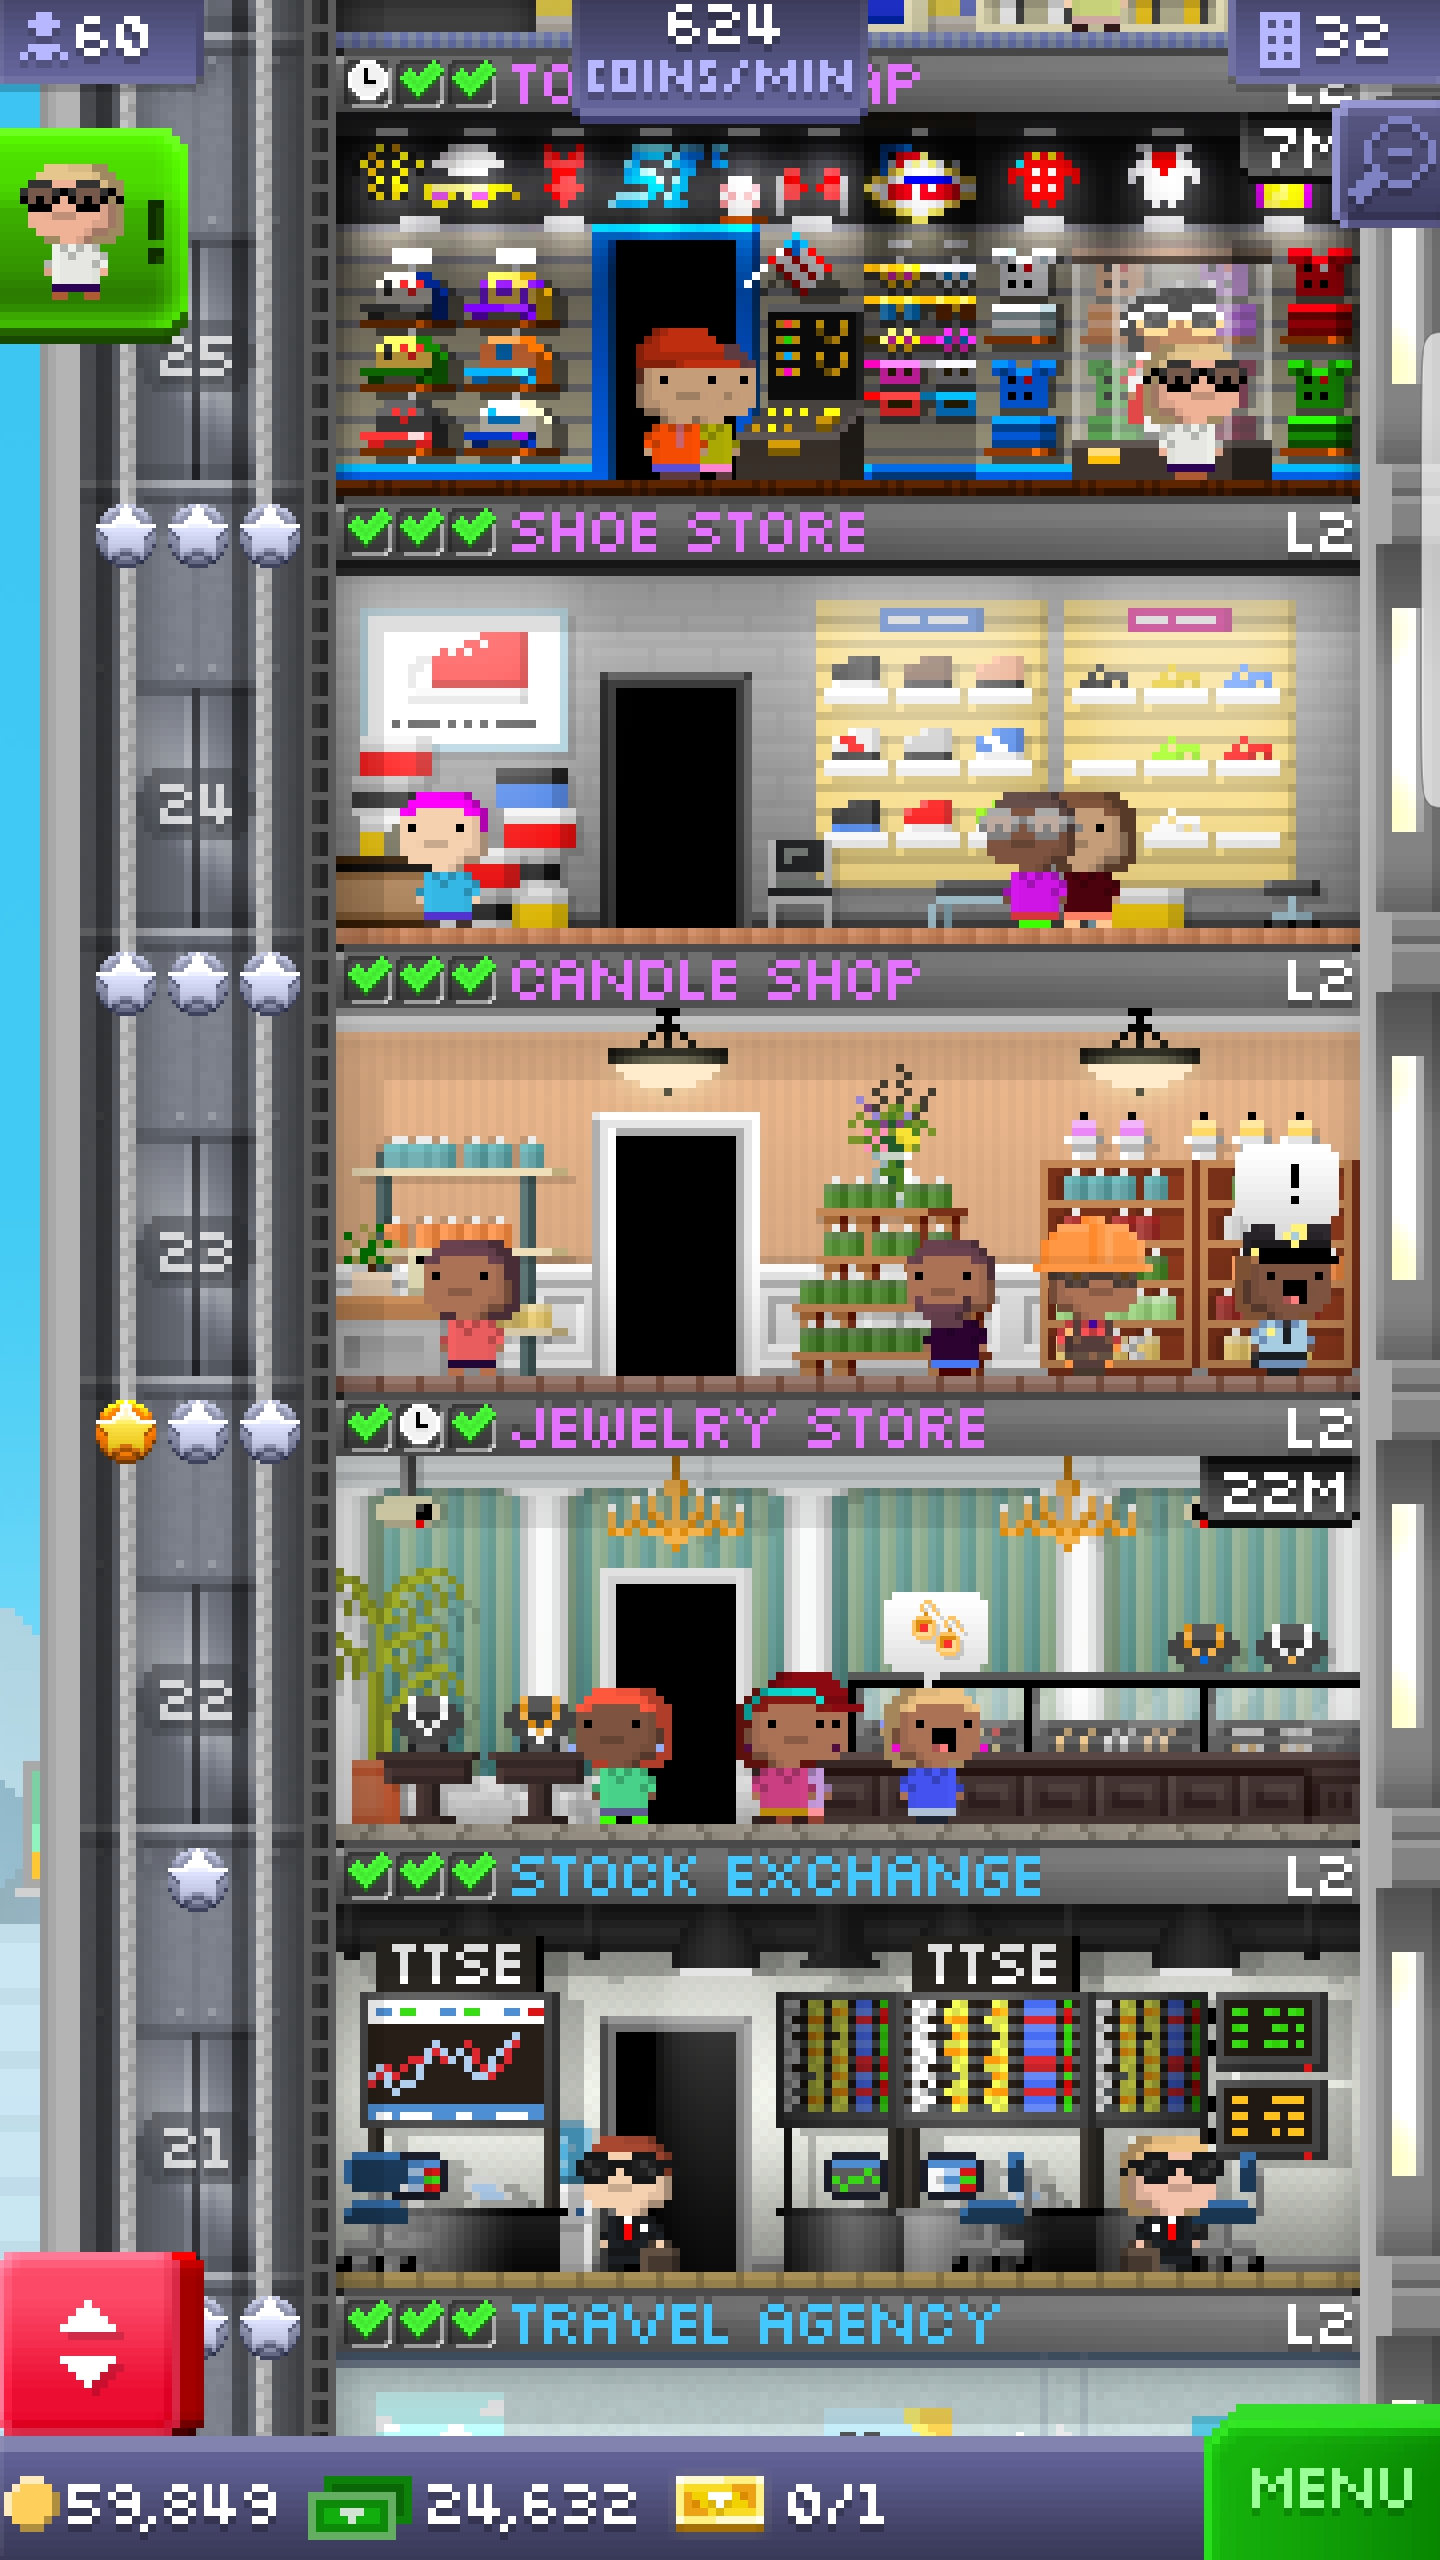 60
624
COINS/MIN
32
TO
AP
L2
7M
!
25
SHOE STORE
L2
24
CANDLE SHOP
L2
!
23
JEWELRY STORE
L2
22M
22
STOCK EXCHANGE
L2
TTSE
TTSE
21
TRAVEL AGENCY
L2
59,849
24,632
0/1
MENU